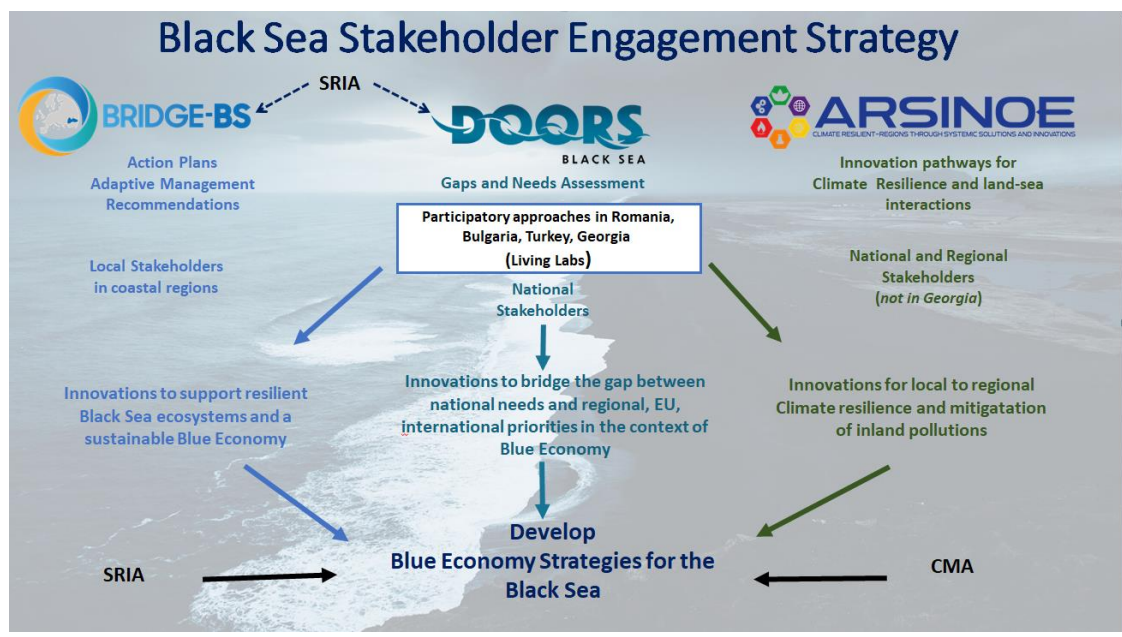 Black Sea Stakeholder Engagement Strategy
SRIA
BRIDGE-BS
DOORS
BLACK SEA
ARSINOE
CLIMATE RESILIENT-REGIONS THROUGH SYSTEMIC SOLUTIONS AND INNOVATIONS
Action Plans
Adaptive Management
Recommendations
Gaps and Needs Assessment
Innovation pathways for
Climate Resilience and land-sea
interactions
Participatory approaches in Romania,
Bulgaria, Turkey, Georgia
(Living Labs)
Local Stakeholders
in coastal regions
National
Stakeholders
National and Regional
Stakeholders
(not in Georgia)
Innovations to support resilient
Black Sea ecosystems and a
sustainable Blue Economy
Innovations to bridge the gap between
national needs and regional, EU,
international priorities in the context of
Blue Economy
Innovations for local to regional
Climate resilience and mitigatation
of inland pollutions
Develop
Blue Economy Strategies for the
Black Sea
SRIA
CMA